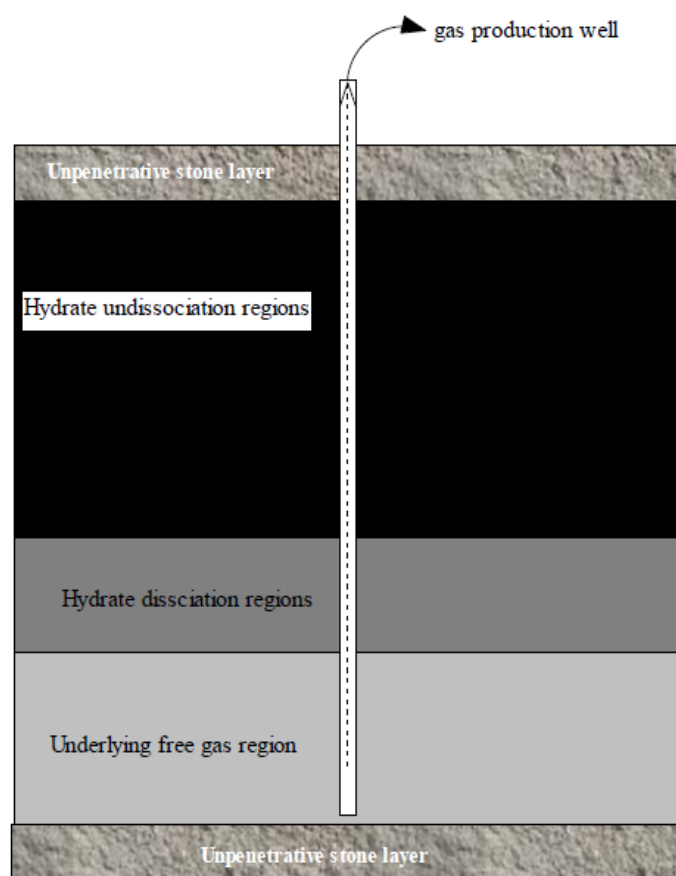 gas production well
Unpenetrative stone layer
Hydrate undissociation regions
Hydrate dissciation regions
Underlying free gas region
Unpenetrative stone layer